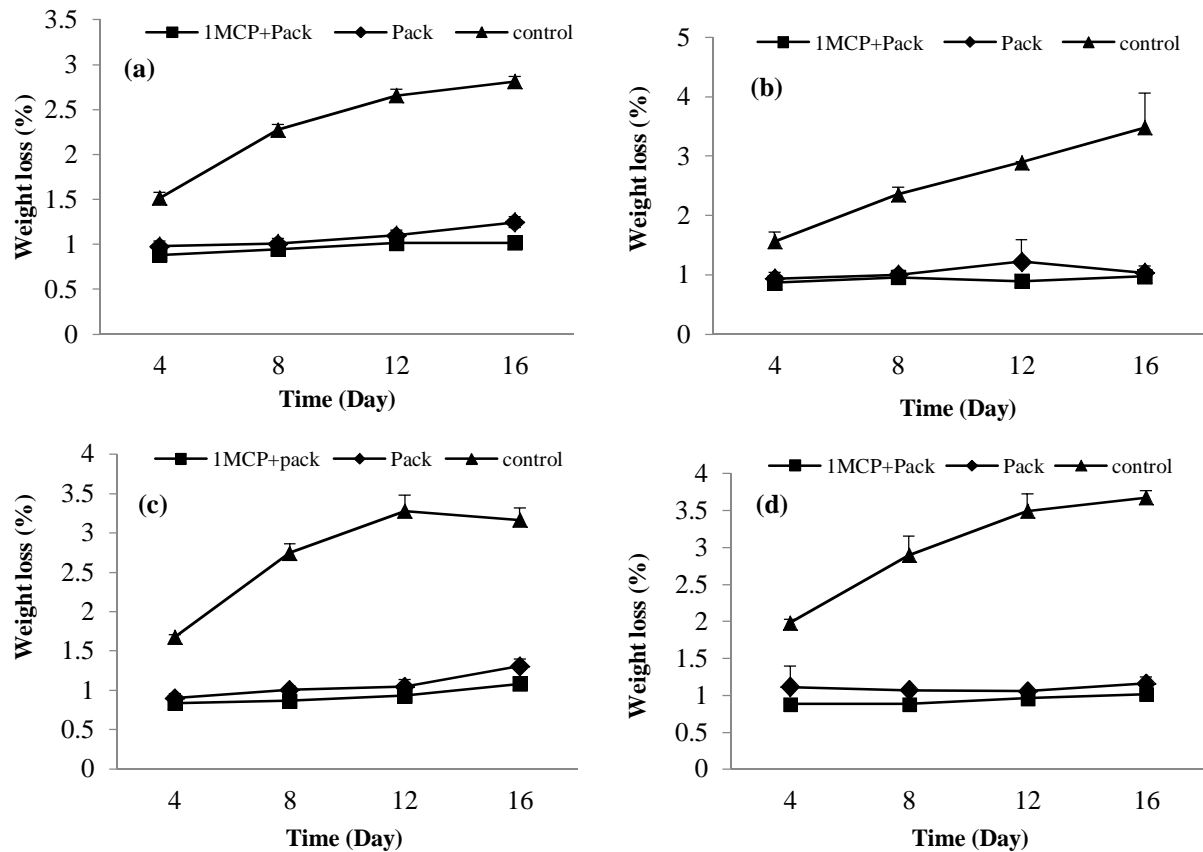 1MCP+Pack Pack control
(a)
Weight loss (%)
3.5
3
2.5
2
1.5
1
0.5
0
4 8 12 16
Time (Day)
1MCP+Pack Pack control
(b)
Weight loss (%)
5
4
3
2
1
0
4 8 12 16
Time (Day)
1MCP+pack Pack control
(c)
Weight loss (%)
4
3.5
3
2.5
2
1.5
1
0.5
0
4 8 12 16
Time (Day)
1MCP+Pack Pack control
(d)
Weight loss (%)
4
3.5
3
2.5
2
1.5
1
0.5
0
4 8 12 16
Time (Day)